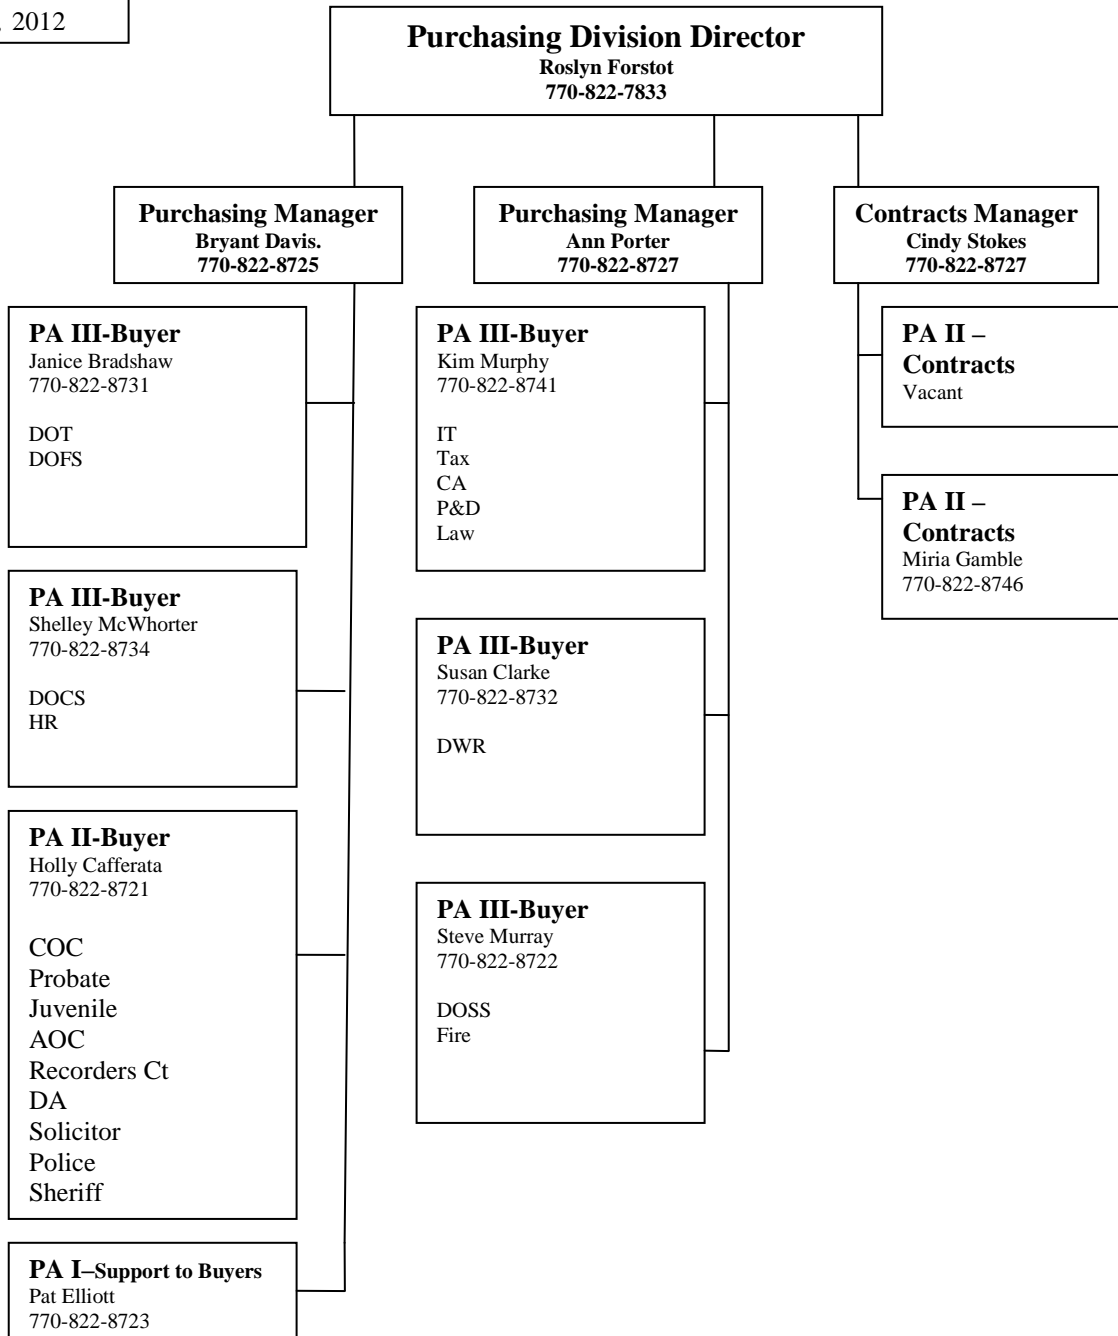 , 2012
Purchasing Division Director
Roslyn Forstot
770-822-7833
Purchasing Manager
Bryant Davis.
770-822-8725
Purchasing Manager
Ann Porter
770-822-8727
Contracts Manager
Cindy Stokes
770-822-8727
PA III-Buyer
Janice Bradshaw
770-822-8731
DOT
DOFS
PA III-Buyer
Shelley McWhorter
770-822-8734
DOCS
HR
PA II-Buyer
Holly Cafferata
770-822-8721
COC
Probate
Juvenile
AOC
Recorders Ct
DA
Solicitor
Police
Sheriff
PA I–Support to Buyers
Pat Elliott
770-822-8723
PA III-Buyer
Kim Murphy
770-822-8741
IT
Tax
CA
P&D
Law
PA III-Buyer
Susan Clarke
770-822-8732
DWR
PA III-Buyer
Steve Murray
770-822-8722
DOSS
Fire
PA II –
Contracts
Vacant
PA II –
Contracts
Miria Gamble
770-822-8746